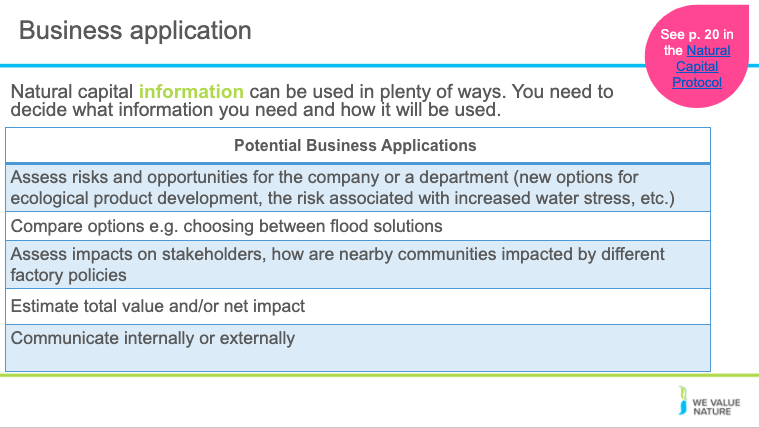 Business application
See p. 20 in
the Natural
Capital
Protocol
Natural capital information can be used in plenty of ways. You need to
decide what information you need and how it will be used.
Potential Business Applications
Assess risks and opportunities for the company or a department (new options for
ecological product development, the risk associated with increased water stress, etc.)
Compare options e.g. choosing between flood solutions
Assess impacts on stakeholders, how are nearby communities impacted by different
factory policies
Estimate total value and/or net impact
Communicate internally or externally
WE VALUE
NATURE